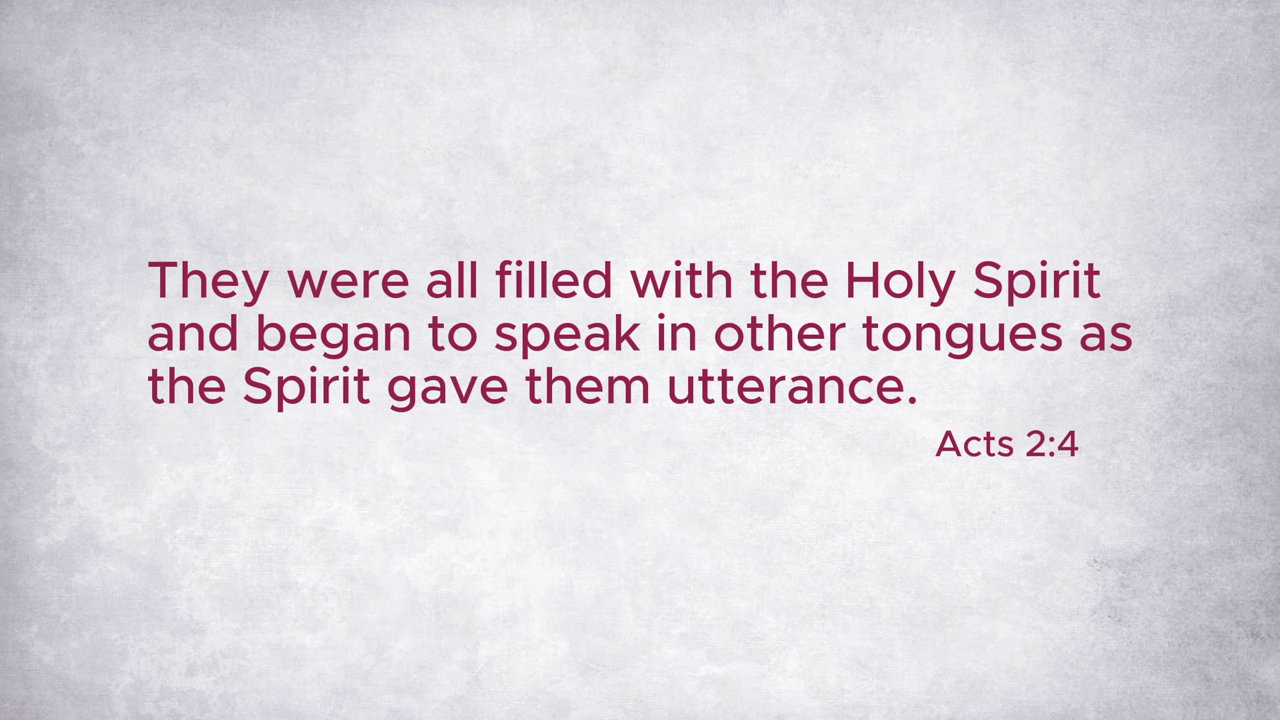 They were all filled with the Holy Spirit
and began to speak in other tongues as
the Spirit gave them utterance.
Acts 2:4